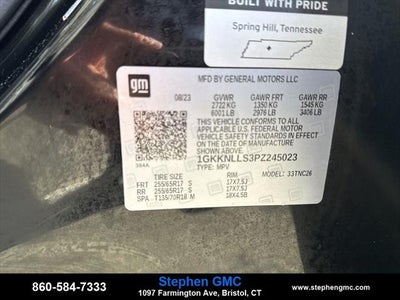 BUILT WITH PRIDE
Spring Hill, Tennessee
gm
MFD BY GENERAL MOTORS LLC
08/23 GVWR GAWR FRT GAWR RR
2722 KG 1350 KG 1545 KG
6001 LB 2976 LB 3406 LB
THIS VEHICLE CONFORMS TO ALL APPLICABLE
U.S. FEDERAL MOTOR VEHICLE SAFETY AND
THEFT PREVENTION STANDARDS IN EFFECT ON
THE DATE OF MANUFACTURE SHOWN ABOVE.
1GKKNLLS3PZ245023
TYPE: MPV
TIRE SIZE RIM MODEL: 33TNC26
FRT 255/65R17 S 17X7.5J
RR 255/65R17 S 17X7.5J
SPA T135/70R18 M 18X4.5B
Stephen GMC
860-584-7333 1097 Farmington Ave, Bristol, CT www.stephengmc.com